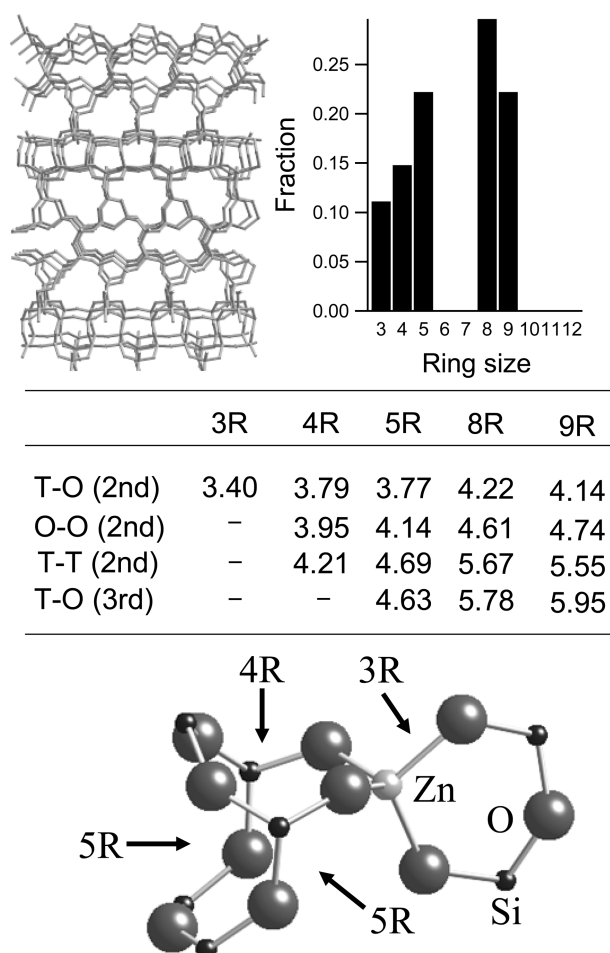 Fraction
0.25
0.20
0.15
0.10
0.05
0.00
3 4 5 6 7 8 9 10 11 12
Ring size
3R 4R 5R 8R 9R
T-O (2nd) 3.40 3.79 3.77 4.22 4.14
O-O (2nd) – 3.95 4.14 4.61 4.74
T-T (2nd) – 4.21 4.69 5.67 5.55
T-O (3rd) – – 4.63 5.78 5.95
4R 3R
Zn
O
5R
5R
Si